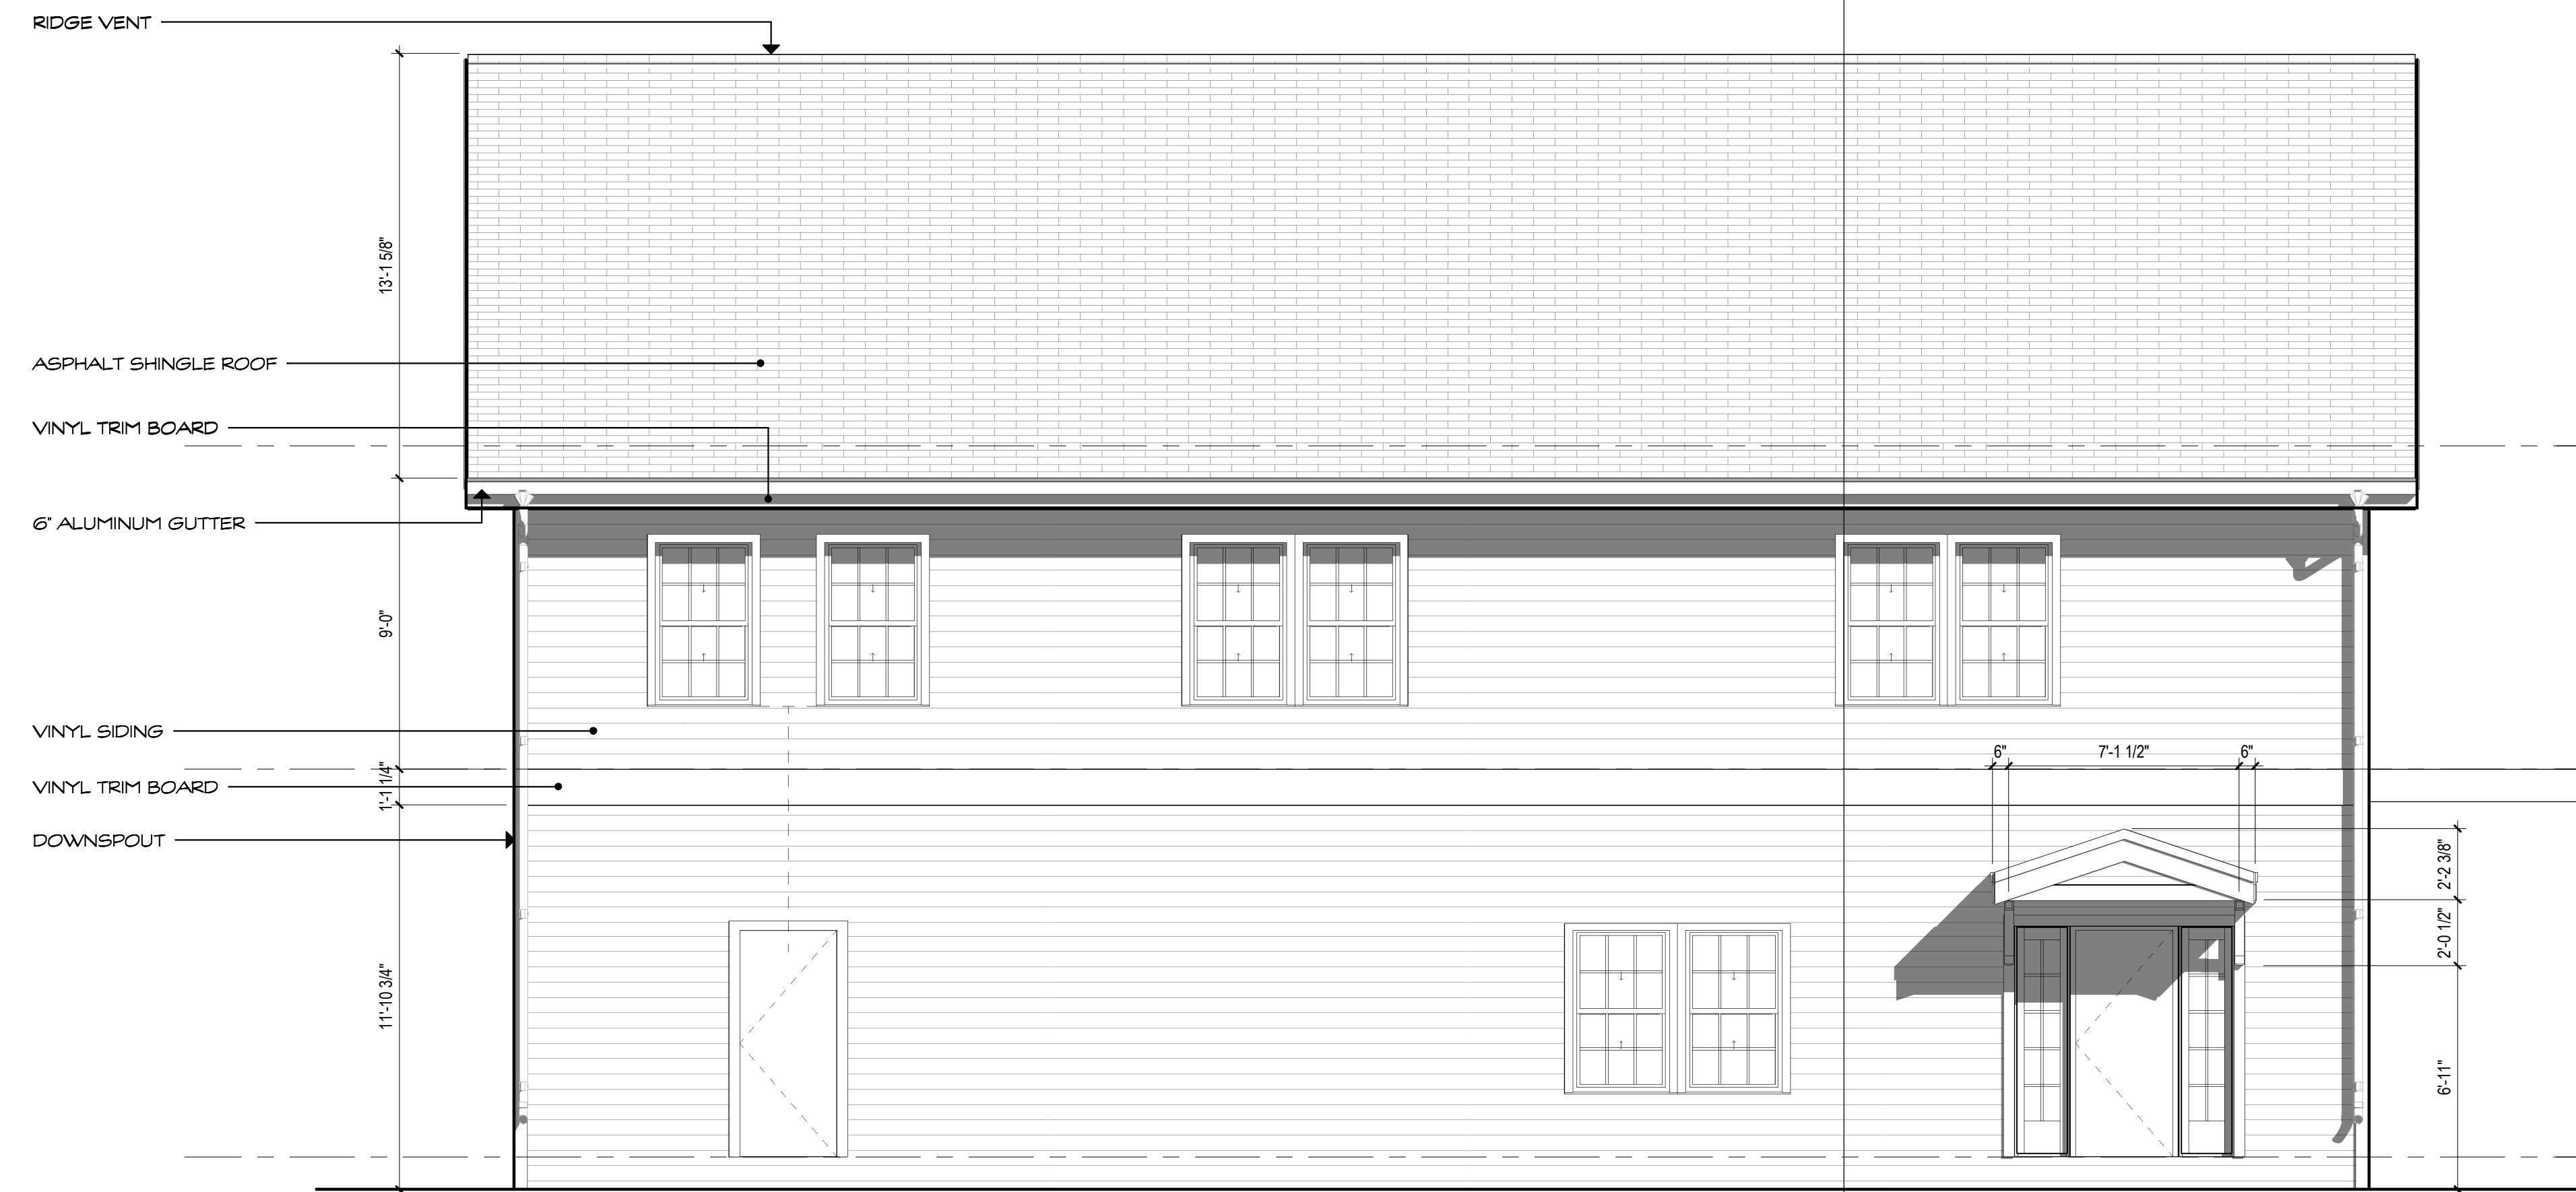 RIDGE VENT
13'-1 5/8"
ASPHALT SHINGLE ROOF
VINYL TRIM BOARD
6" ALUMINUM GUTTER
9'-0"
VINYL SIDING
6" 7'-1 1/2" 6"
1'-1 1/4"
VINYL TRIM BOARD
DOWNSPOUT
2'-2 3/8"
2'-0 1/2"
11'-10 3/4"
6'-11"